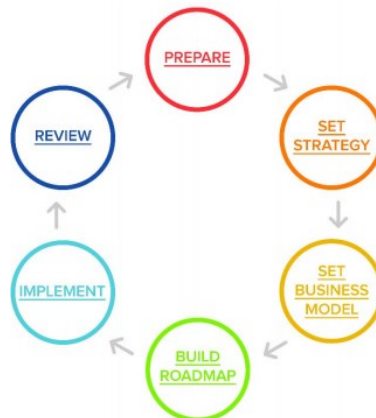 PREPARE
SET
STRATEGY
SET
BUSINESS
MODEL
BUILD
ROADMAP
IMPLEMENT
REVIEW